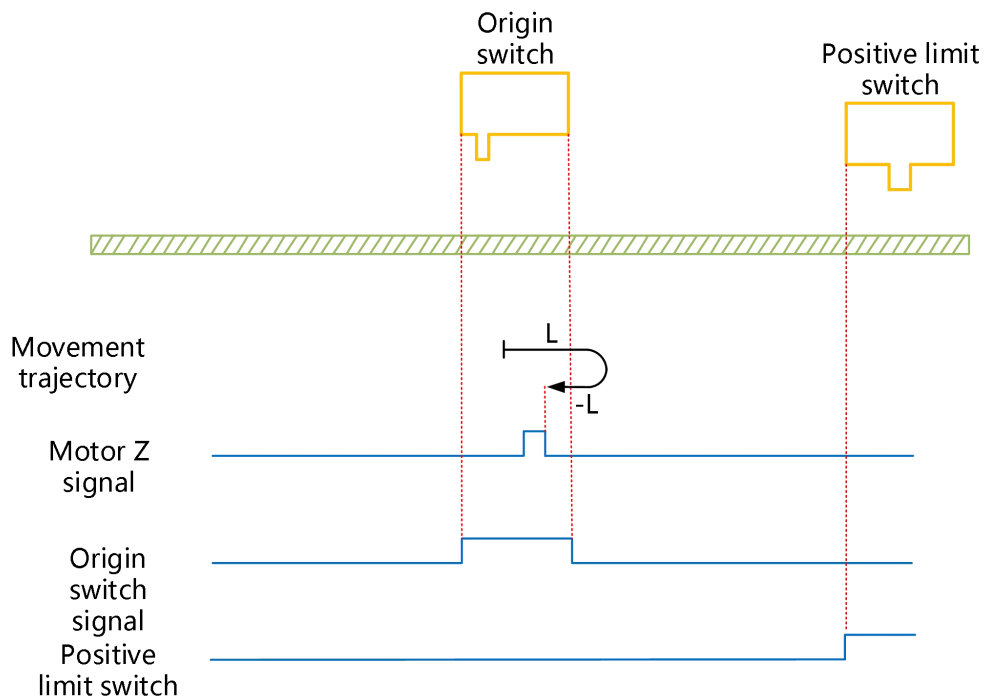 Origin
switch
Positive limit
switch
Movement
trajectory
L
-L
Motor Z
signal
Origin
switch
signal
Positive
limit switch